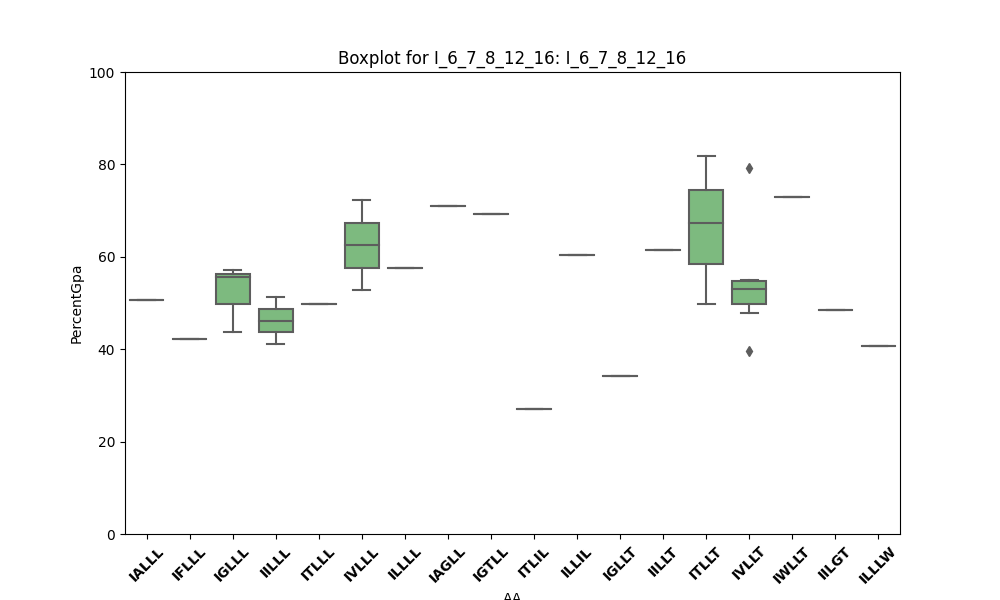 Boxplot for I_6_7_8_12_16: I_6_7_8_12_16
100
80
60
40
20
0
PercentGpa
IALLL
IFLLL
IGLLL
IILLL
ITLLL
IVLLL
ILLLL
IAGLL
IGTLL
ITLIL
ILLIL
IGLLT
IILLT
ITLLT
IVLLT
IWLLT
IILGT
ILLLW
AA